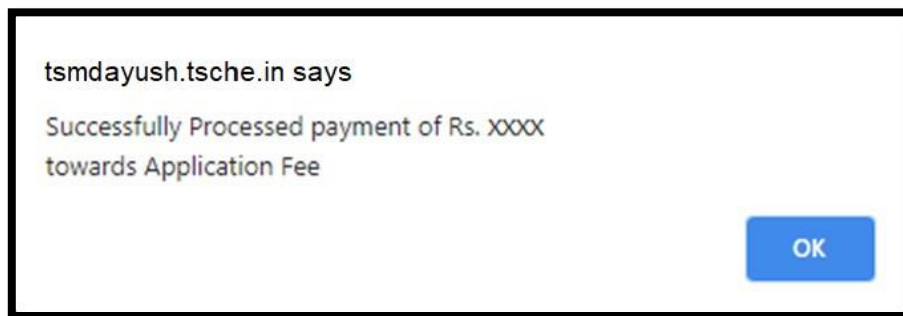 tsmdayush.tsche.in says
Successfully Processed payment of Rs. XXXX
towards Application Fee
OK